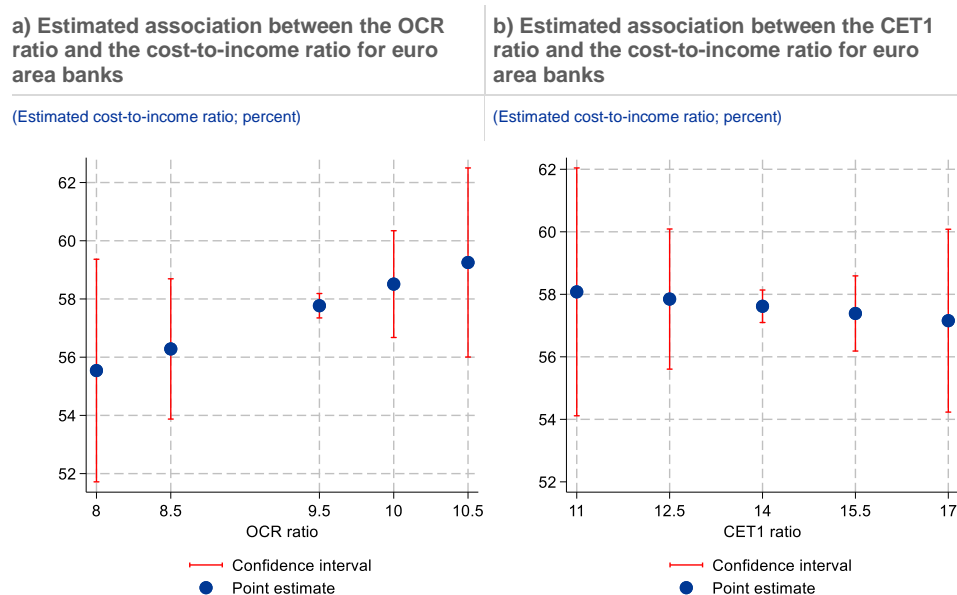 a) Estimated association between the OCR
ratio and the cost-to-income ratio for euro
area banks
(Estimated cost-to-income ratio; percent)
62
60
58
56
54
52
8
8.5
9.5
10
10.5
OCR ratio
Confidence interval
Point estimate
b) Estimated association between the CET1
ratio and the cost-to-income ratio for euro
area banks
(Estimated cost-to-income ratio; percent)
62
60
58
56
54
52
11
12.5
14
15.5
17
CET1 ratio
Confidence interval
Point estimate